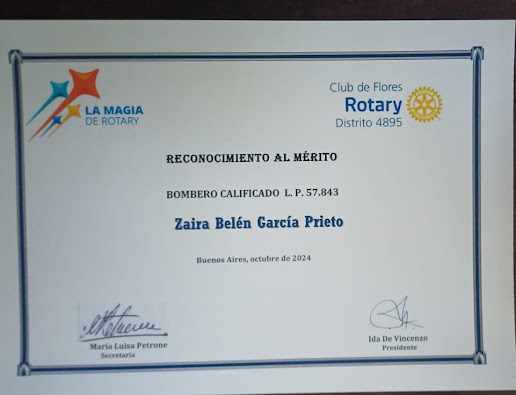 LA MAGIA
DE ROTARY
Club de Flores
Rotary
Distrito 4895
RECONOCIMIENTO AL MÉRITO
BOMBERO CALIFICADO L. P. 57.843
Zaira Belén García Prieto
Buenos Aires, octubre de 2024
María Luisa Petrone
Secretaria
Ida De Vincenzo
Presidente